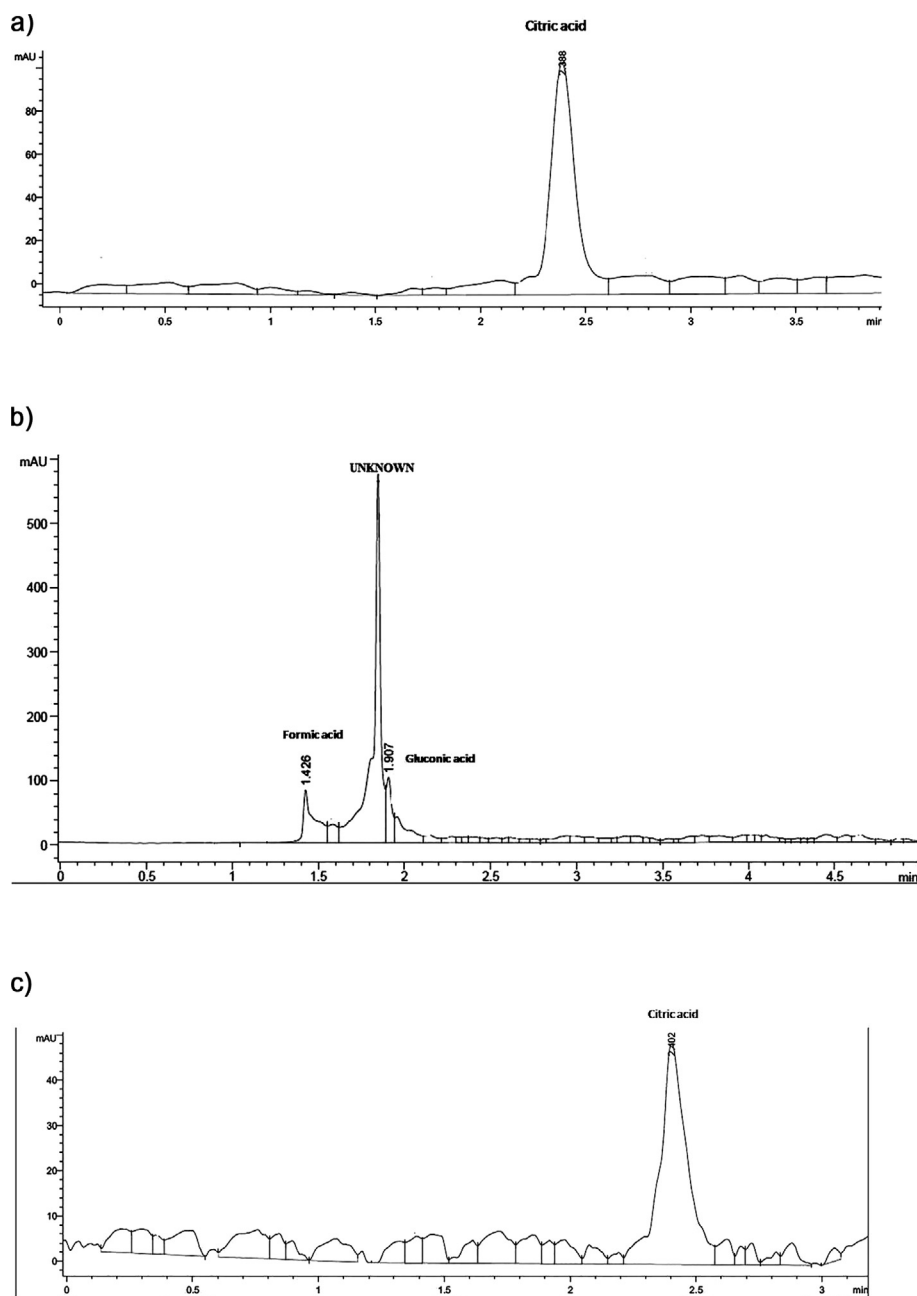 a)
Citric acid
2.388
mAU
80
60
40
20
0
0 0.5 1 1.5 2 2.5 3 3.5 min
b)
mAU
UNKNOWN
500
400
300
200
100
0
Formic acid
1.426
1.907
Gluconic acid
0 0.5 1 1.5 2 2.5 3 3.5 4 4.5 min
c)
Citric acid
2.402
mAU
40
30
20
10
0
0 0.5 1 1.5 2 2.5 3 min